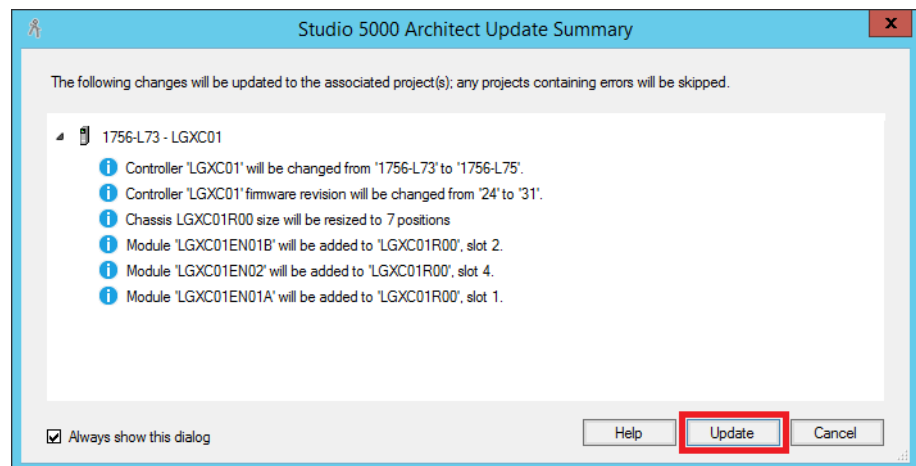 Studio 5000 Architect Update Summary
x
The following changes will be updated to the associated project(s); any projects containing errors will be skipped.
1756-L73 - LGXC01
Controller 'LGXC01' will be changed from '1756-L73' to '1756-L75'.
Controller 'LGXC01' firmware revision will be changed from '24' to '31'.
Chassis LGXC01R00 size will be resized to 7 positions
Module 'LGXC01EN01B' will be added to 'LGXC01R00', slot 2.
Module 'LGXC01EN02' will be added to 'LGXC01R00', slot 4.
Module 'LGXC01EN01A' will be added to 'LGXC01R00', slot 1.
Always show this dialog
Help
Update
Cancel